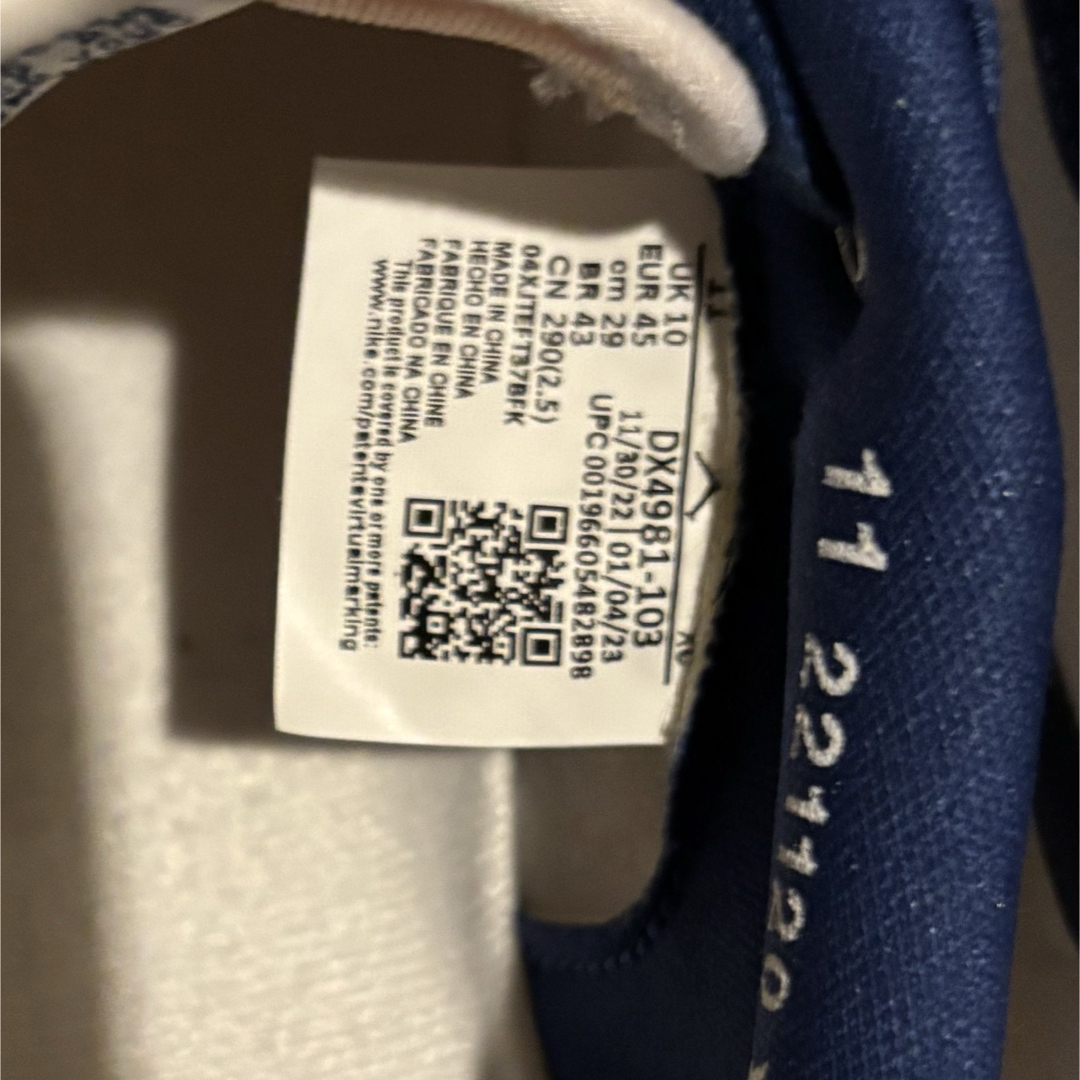 11
UK 10
EUR 45
cm 29
BR 43
CN 290(2.5)
DX4981-103
11/30/22 | 01/04/23
UPC 00196605482898
04XJTEFT37BFK
MADE IN CHINA
HECHO EN CHINA
FABRIQUE EN CHINE
FABRICADO NA CHINA
This product is covered by one or more patents:
www.nike.com/patentsvirtualmarking
11 221120